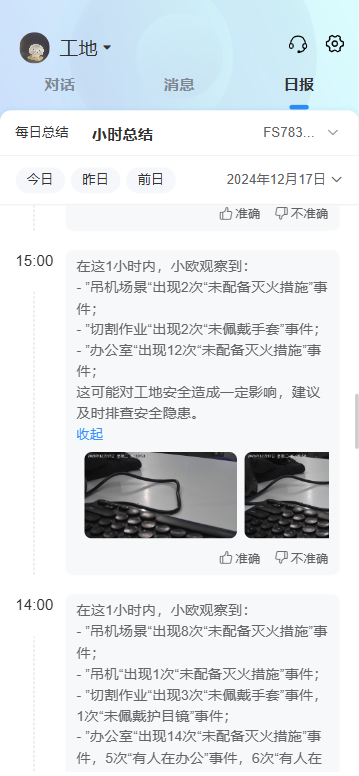 工地
对话 消息 日报
每日总结 小时总结 FS783...
今日 昨日 前日 2024年12月17日
准确 不准确
15:00
在这1小时内，小欧观察到：
- ”吊机场景“出现2次“未配备灭火措施”事
件；
- ”切割作业“出现2次“未佩戴手套”事件；
- ”办公室“出现12次“未配备灭火措施”事
件；
这可能对工地安全造成一定影响，建议
及时排查安全隐患。
收起
准确 不准确
14:00
在这1小时内，小欧观察到：
- ”吊机场景“出现8次“未配备灭火措施”事
件；
- ”吊机“出现1次“未配备灭火措施”事件；
- ”切割作业“出现3次“未佩戴手套”事件，
1次“未佩戴护目镜”事件；
- ”办公室“出现14次“未配备灭火措施”事
件，5次“有人在办公”事件，6次“有人在